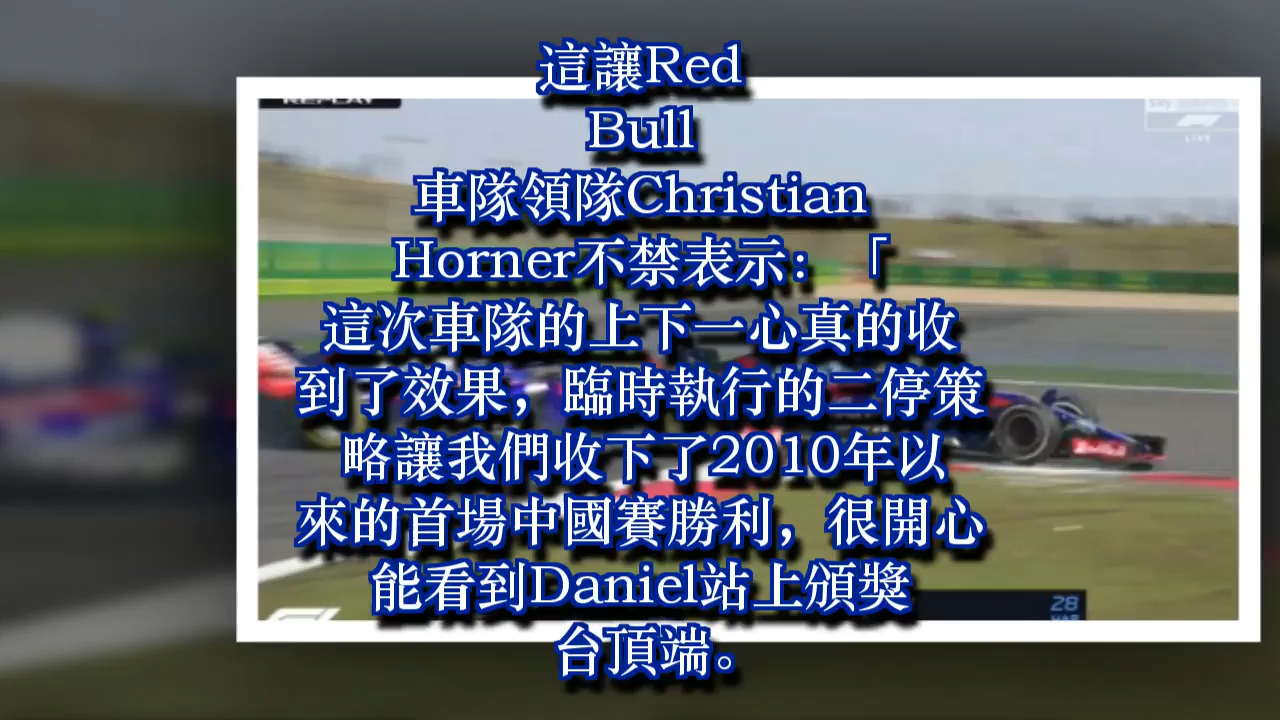 這讓Red
Bull
車隊領隊Christian
Horner不禁表示：「
這次車隊的上下一心真的收
到了效果，臨時執行的二停策
略讓我們收下了2010年以
來的首場中國賽勝利，很開心
能看到Daniel站上頒獎
台頂端。
REPLAY
LIVE
28